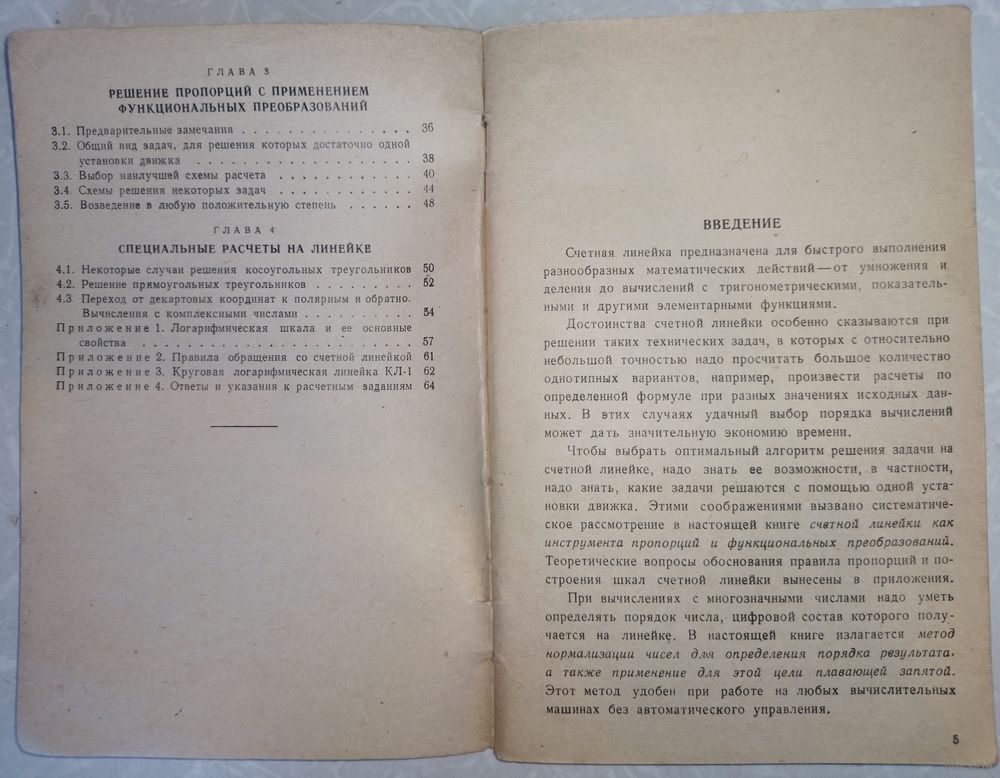 ГЛАВА 3
РЕШЕНИЕ ПРОПОРЦИЙ С ПРИМЕНЕНИЕМ
ФУНКЦИОНАЛЬНЫХ ПРЕОБРАЗОВАНИЙ
3.1. Предварительные замечания . . . . . . . . . . . . . . . 36
3.2. Общий вид задач, для решения которых достаточно одной
установки движка . . . . . . . . . . . . . . . . . . . 38
3.3. Выбор наилучшей схемы расчета . . . . . . . . . . . . 40
3.4. Схемы решения некоторых задач . . . . . . . . . . . . 44
3.5. Возведение в любую положительную степень . . . . . . 48
ГЛАВА 4
СПЕЦИАЛЬНЫЕ РАСЧЕТЫ НА ЛИНЕЙКЕ
4.1. Некоторые случаи решения косоугольных треугольников 50
4.2. Решение прямоугольных треугольников . . . . . . . . . 52
4.3. Переход от декартовых координат к полярным и обратно.
Вычисления с комплексными числами . . . . . . . . . . 54
Приложение 1. Логарифмическая шкала и ее основные
свойства . . . . . . . . . . . . . . . . . . . . . . . . 57
Приложение 2. Правила обращения со счетной линейкой 61
Приложение 3. Круговая логарифмическая линейка КЛ-1 62
Приложение 4. Ответы и указания к расчетным заданиям 64
ВВЕДЕНИЕ
Счетная линейка предназначена для быстрого выполнения
разнообразных математических действий — от умножения и
деления до вычислений с тригонометрическими, показатель-
ными и другими элементарными функциями.
Достоинства счетной линейки особенно сказываются при
решении таких технических задач, в которых с относительно
небольшой точностью надо просчитать большое количество
однотипных вариантов, например, произвести расчеты по
определенной формуле при разных значениях исходных дан-
ных. В этих случаях удачный выбор порядка вычислений
может дать значительную экономию времени.
Чтобы выбрать оптимальный алгоритм решения задачи на
счетной линейке, надо знать ее возможности, в частности,
надо знать, какие задачи решаются с помощью одной уста-
новки движка. Этими соображениями вызвано систематиче-
ское рассмотрение в настоящей книге счетной линейки как
инструмента пропорций и функциональных преобразований.
Теоретические вопросы обоснования правила пропорций и по-
строения шкал счетной линейки вынесены в приложения.
При вычислениях с многозначными числами надо уметь
определять порядок числа, цифровой состав которого полу-
чается на линейке. В настоящей книге излагается метод
нормализации чисел для определения порядка результата,
а также применение для этой цели плавающей запятой.
Этот метод удобен при работе на любых вычислительных
машинах без автоматического управления.
5